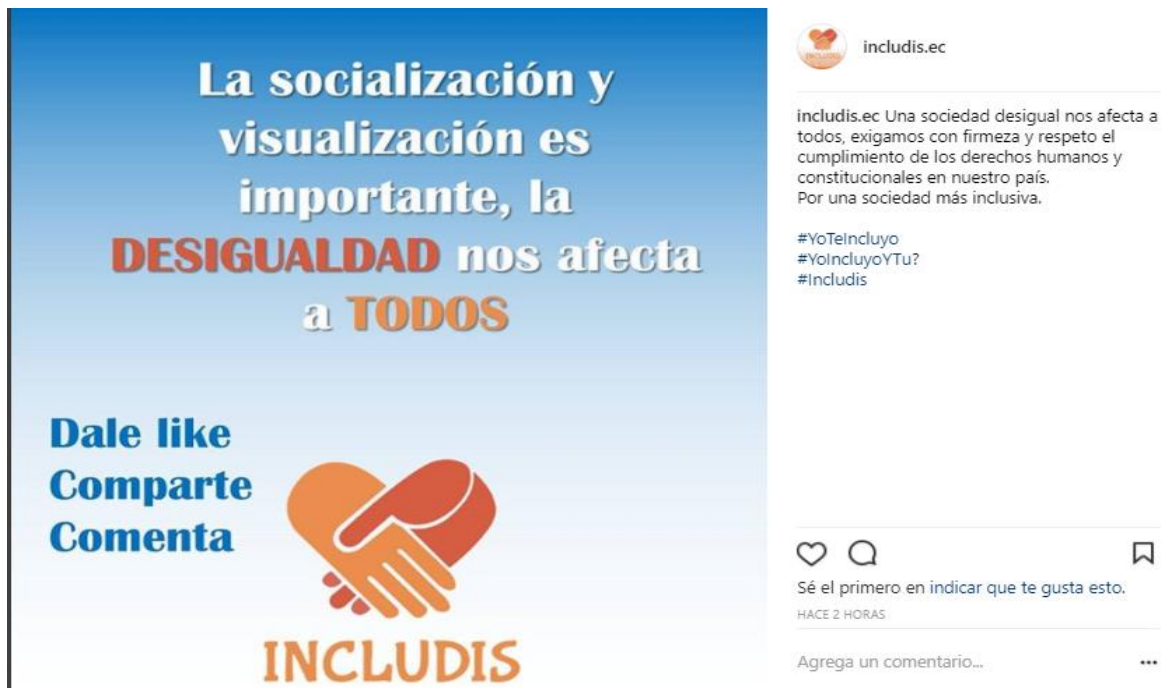 La socialización y
visualización es
importante, la
DESIGUALDAD nos afecta
a TODOS
Dale like
Comparte
Comenta
INCLUDIS
INCLUDIS
includis.ec
includis.ec Una sociedad desigual nos afecta a
todos, exigamos con firmeza y respeto el
cumplimiento de los derechos humanos y
constitucionales en nuestro país.
Por una sociedad más inclusiva.
#YoTeIncluyo
#YoIncluyoYTu?
#Includis
Sé el primero en indicar que te gusta esto.
HACE 2 HORAS
Agrega un comentario...